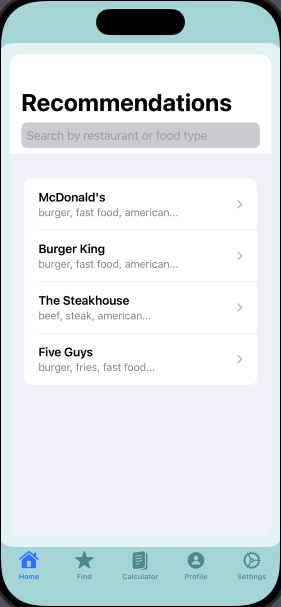 Recommendations
Search by restaurant or food type
McDonald's
burger, fast food, american...
Burger King
burger, fast food, american...
The Steakhouse
beef, steak, american...
Five Guys
burger, fries, fast food...
Home Find Calculator Profile Settings